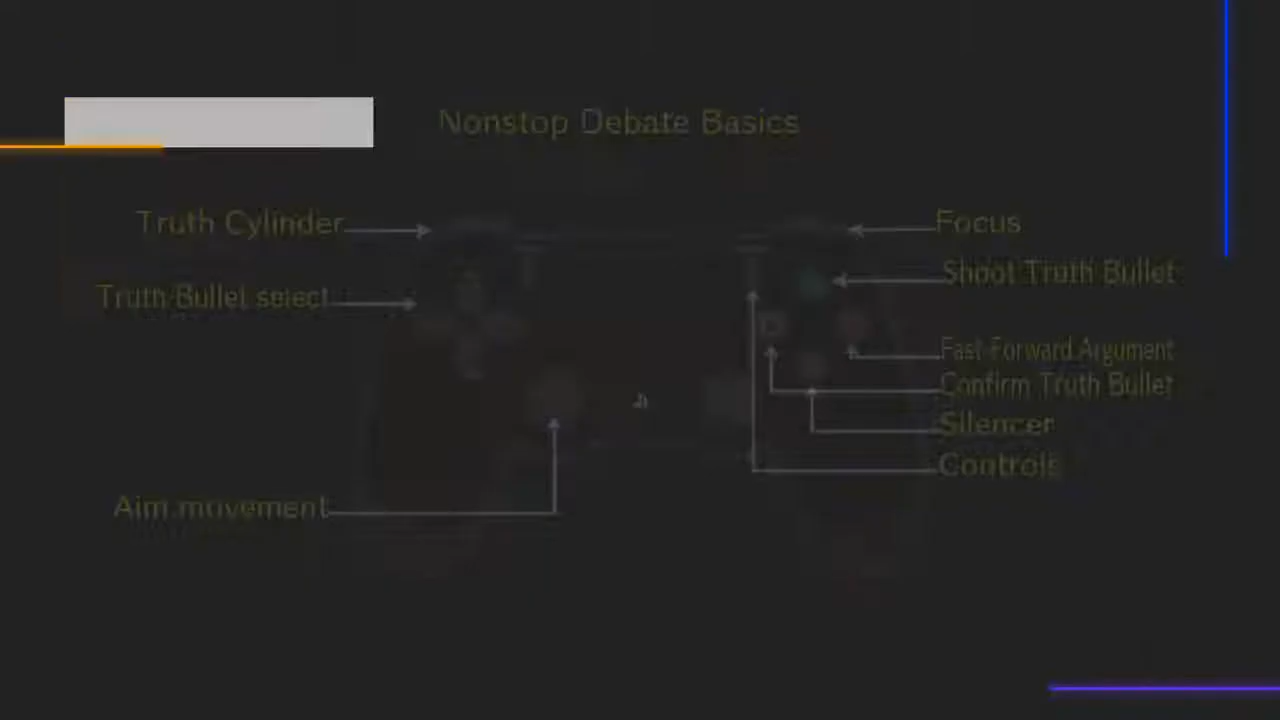 Nonstop Debate Basics
Truth Cylinder
Focus
Shoot Truth Bullet
Truth Bullet select
Fast-Forward Argument
Confirm Truth Bullet
Silencer
Controls
Aim movement